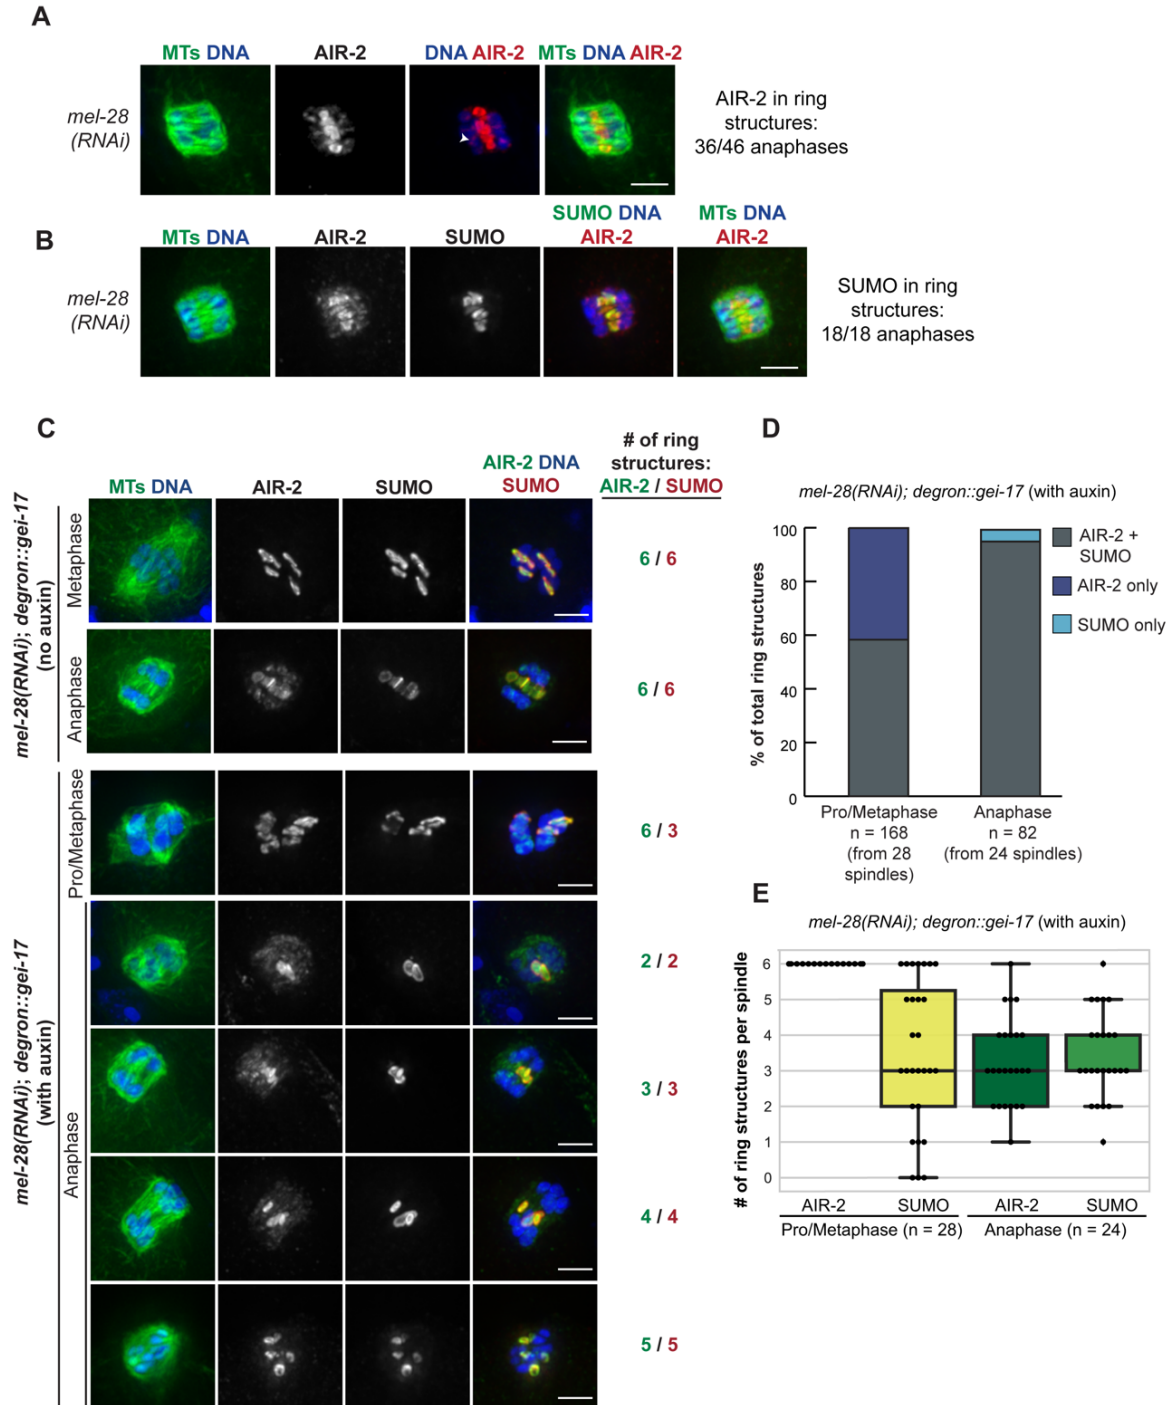 A
MTs DNA
AIR-2
DNA AIR-2
MTs DNA AIR-2
mel-28
(RNAi)
AIR-2 in ring
structures:
36/46 anaphases
B
MTs DNA
AIR-2
SUMO
SUMO DNA
AIR-2
MTs DNA
AIR-2
mel-28
(RNAi)
SUMO in ring
structures:
18/18 anaphases
C
MTs DNA
AIR-2
SUMO
AIR-2 DNA
SUMO
# of ring
structures:
AIR-2 / SUMO
mel-28(RNAi); degron::gei-17
(no auxin)
Metaphase
6 / 6
Anaphase
6 / 6
mel-28(RNAi); degron::gei-17
(with auxin)
Pro/Metaphase
6 / 3
Anaphase
2 / 2
3 / 3
4 / 4
5 / 5
D
mel-28(RNAi); degron::gei-17 (with auxin)
% of total ring structures
100
80
60
40
20
0
AIR-2 +
SUMO
AIR-2 only
SUMO only
Pro/Metaphase
n = 168
(from 28
spindles)
Anaphase
n = 82
(from 24 spindles)
E
mel-28(RNAi); degron::gei-17 (with auxin)
# of ring structures per spindle
6
5
4
3
2
1
0
AIR-2
SUMO
AIR-2
SUMO
Pro/Metaphase (n = 28)
Anaphase (n = 24)